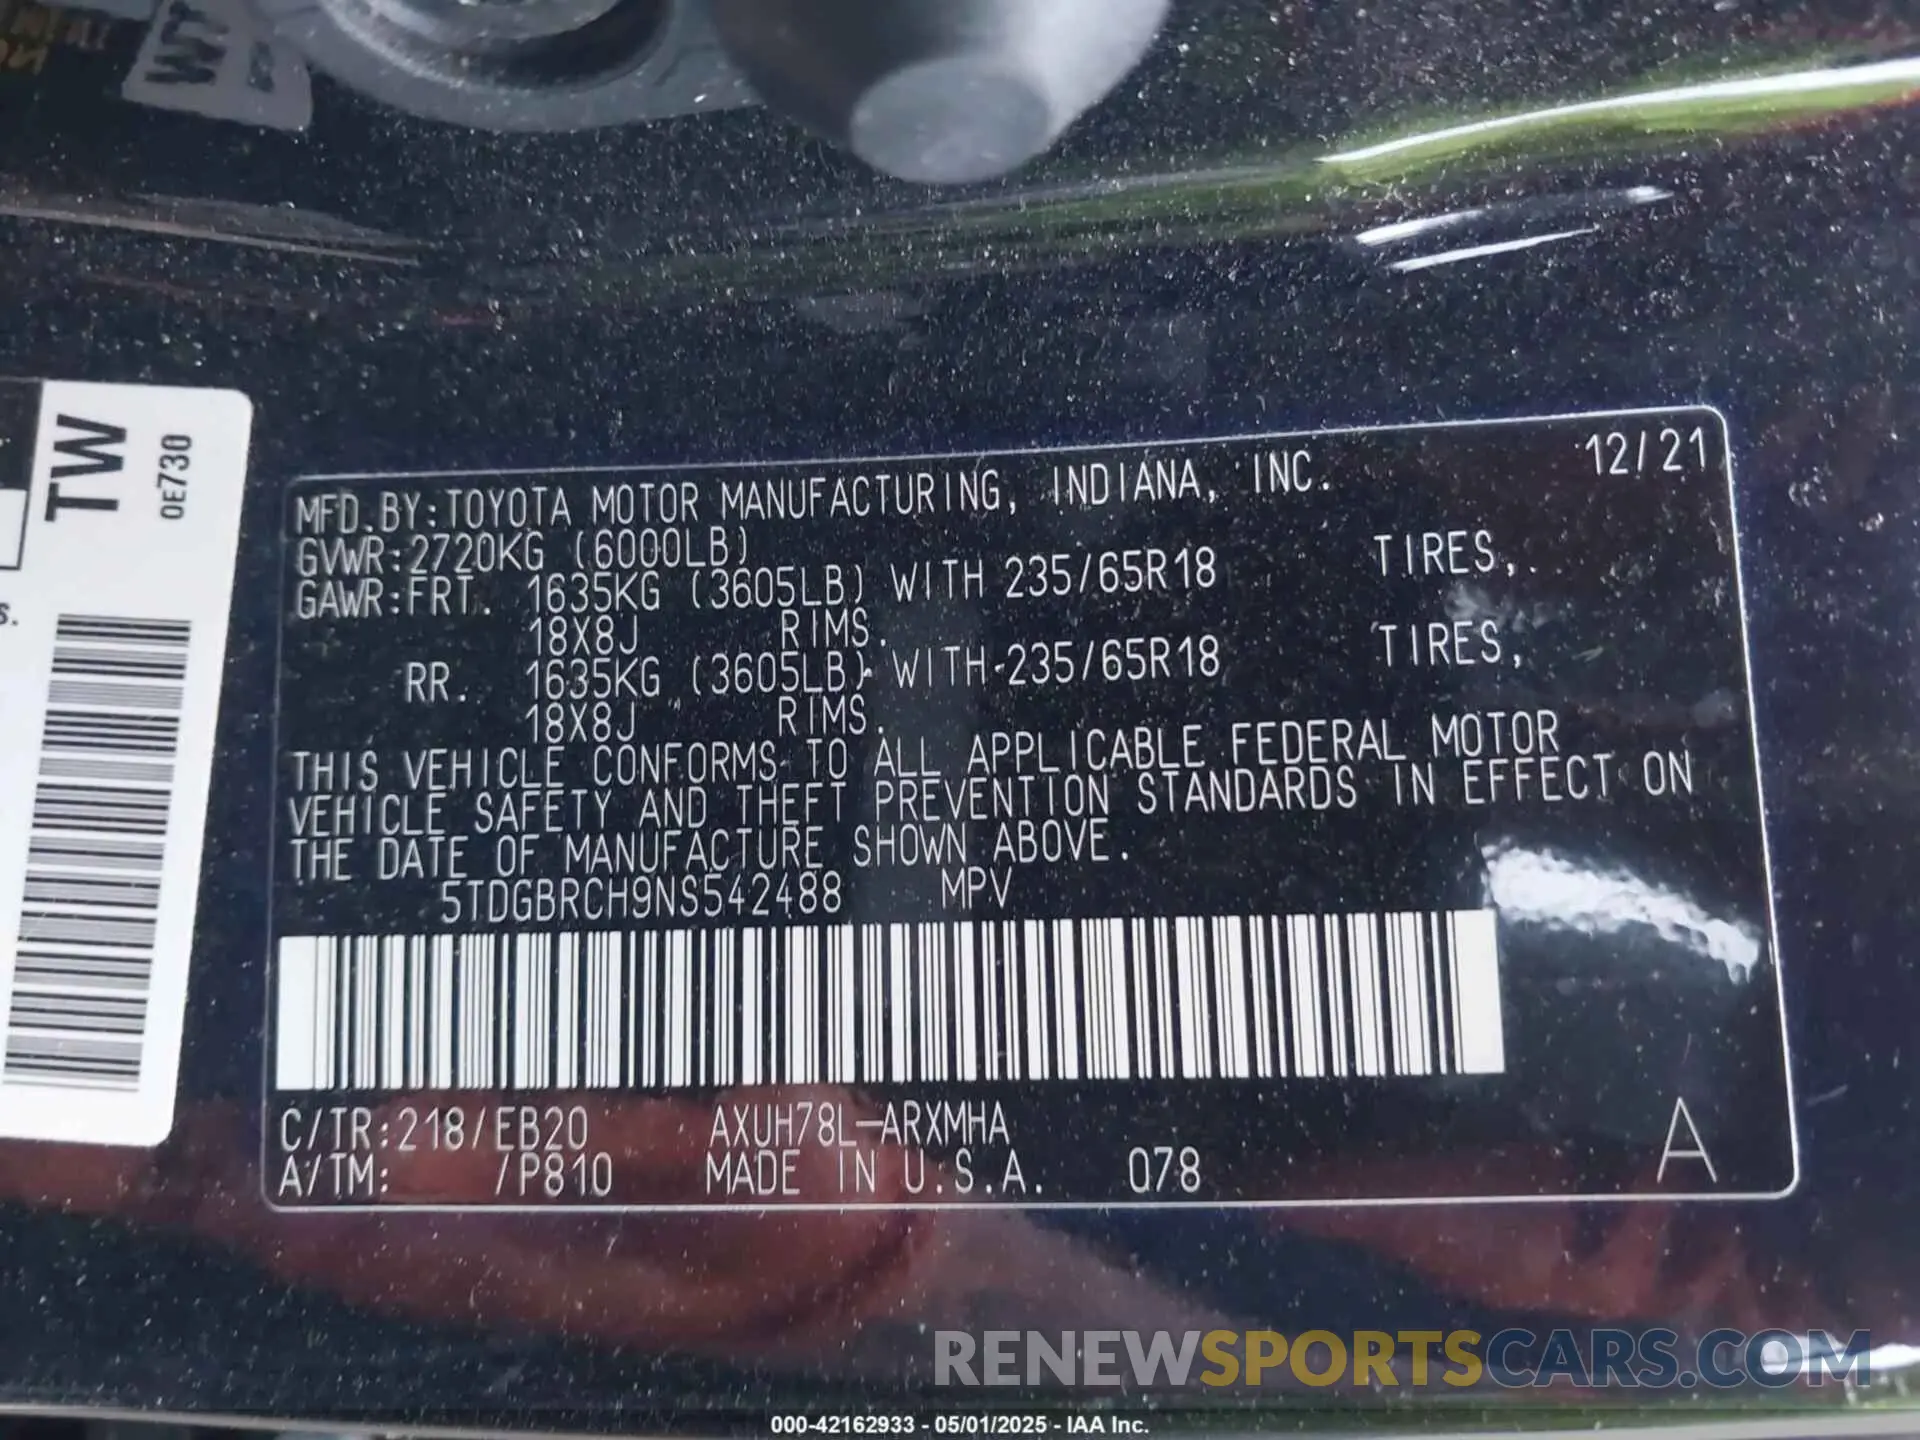 TW
0E730
s.
12/21
MFD.BY:TOYOTA MOTOR MANUFACTURING, INDIANA, INC.
GVWR:2720KG (6000LB)
GAWR:FRT. 1635KG (3605LB) WITH 235/65R18 TIRES,
18X8J RIMS.
RR. 1635KG (3605LB) WITH 235/65R18 TIRES,
18X8J RIMS.
THIS VEHICLE CONFORMS TO ALL APPLICABLE FEDERAL MOTOR
VEHICLE SAFETY AND THEFT PREVENTION STANDARDS IN EFFECT ON
THE DATE OF MANUFACTURE SHOWN ABOVE.
5TDGBRCH9NS542488 MPV
C/TR:218/EB20 AXUH78L-ARXMHA
A/TM: /P810 MADE IN U.S.A. 078
A
RENEWSPORTSCARS.COM
000-42162933 - 05/01/2025 - IAA Inc.